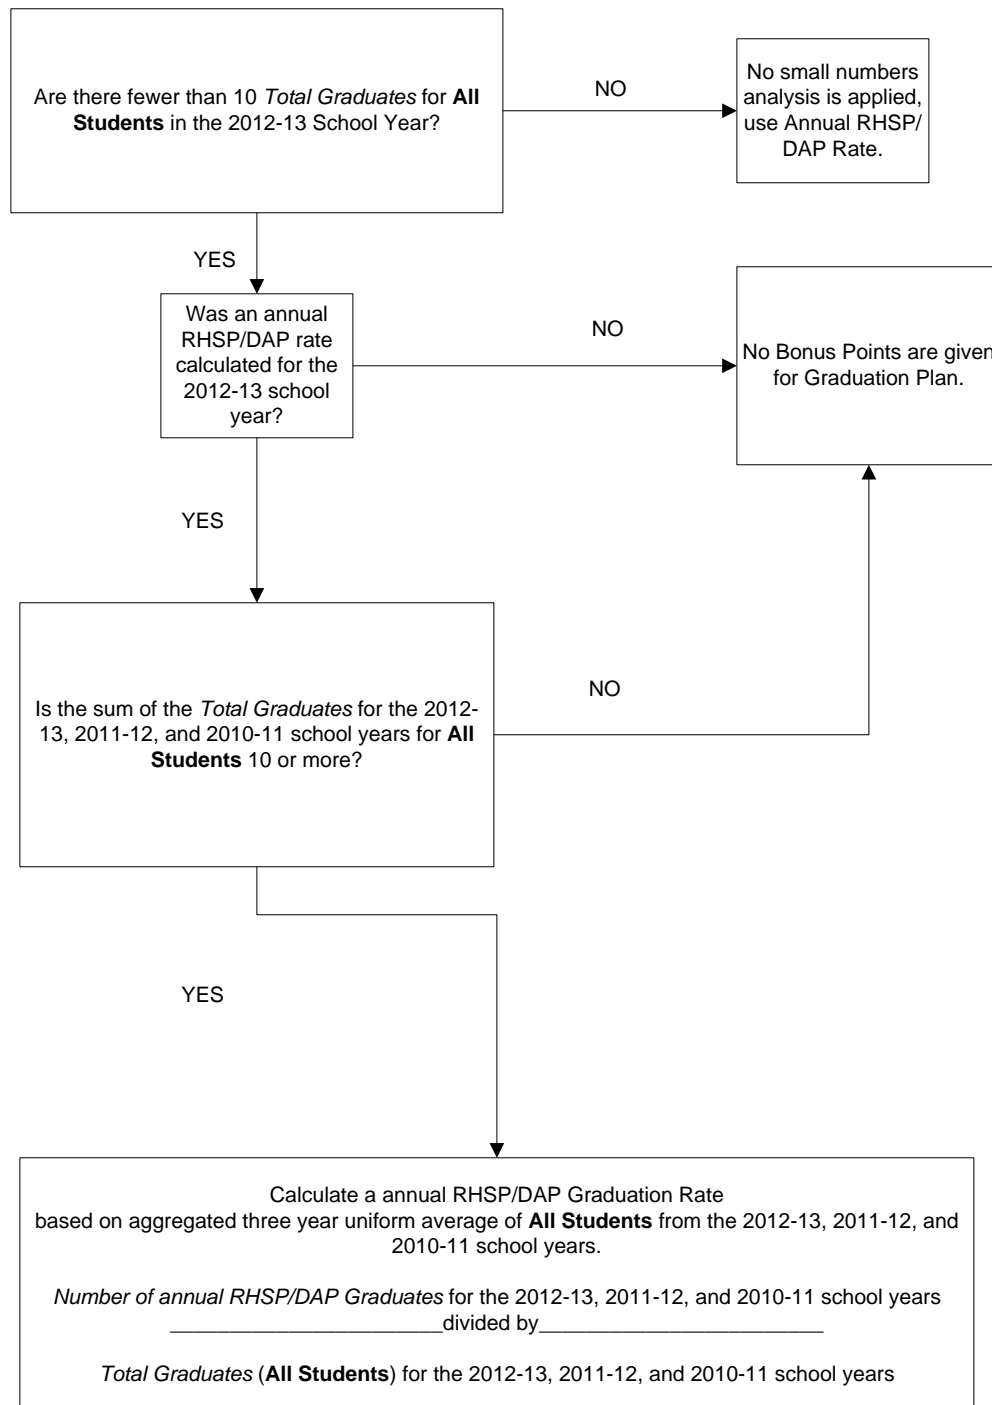 Are there fewer than 10 Total Graduates for All
Students in the 2012-13 School Year?
NO
No small numbers
analysis is applied,
use Annual RHSP/
DAP Rate.
YES
Was an annual
RHSP/DAP rate
calculated for the
2012-13 school
year?
NO
No Bonus Points are given
for Graduation Plan.
YES
Is the sum of the Total Graduates for the 2012-
13, 2011-12, and 2010-11 school years for All
Students 10 or more?
NO
YES
Calculate a annual RHSP/DAP Graduation Rate
based on aggregated three year uniform average of All Students from the 2012-13, 2011-12, and
2010-11 school years.
Number of annual RHSP/DAP Graduates for the 2012-13, 2011-12, and 2010-11 school years
________________________divided by_________________________
Total Graduates (All Students) for the 2012-13, 2011-12, and 2010-11 school years